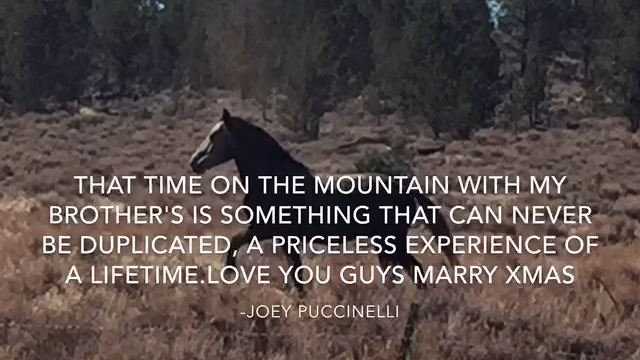 THAT TIME ON THE MOUNTAIN WITH MY
BROTHER'S IS SOMETHING THAT CAN NEVER
BE DUPLICATED, A PRICELESS EXPERIENCE OF
A LIFETIME.LOVE YOU GUYS MARRY XMAS
-JOEY PUCCINELLI